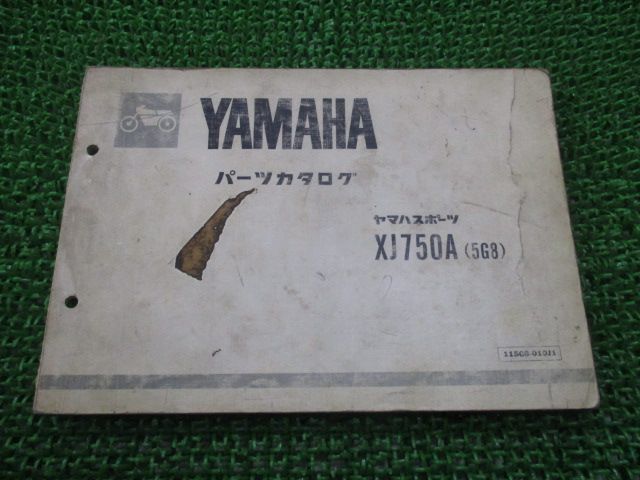 YAMAHA
パーツカタログ
ヤマハスポーツ
XJ750A (5G8)
115G8-010J1